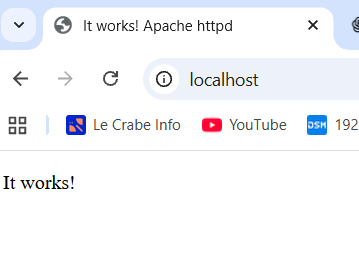 It works! Apache httpd
localhost
Le Crabe Info YouTube DSM 192
It works!